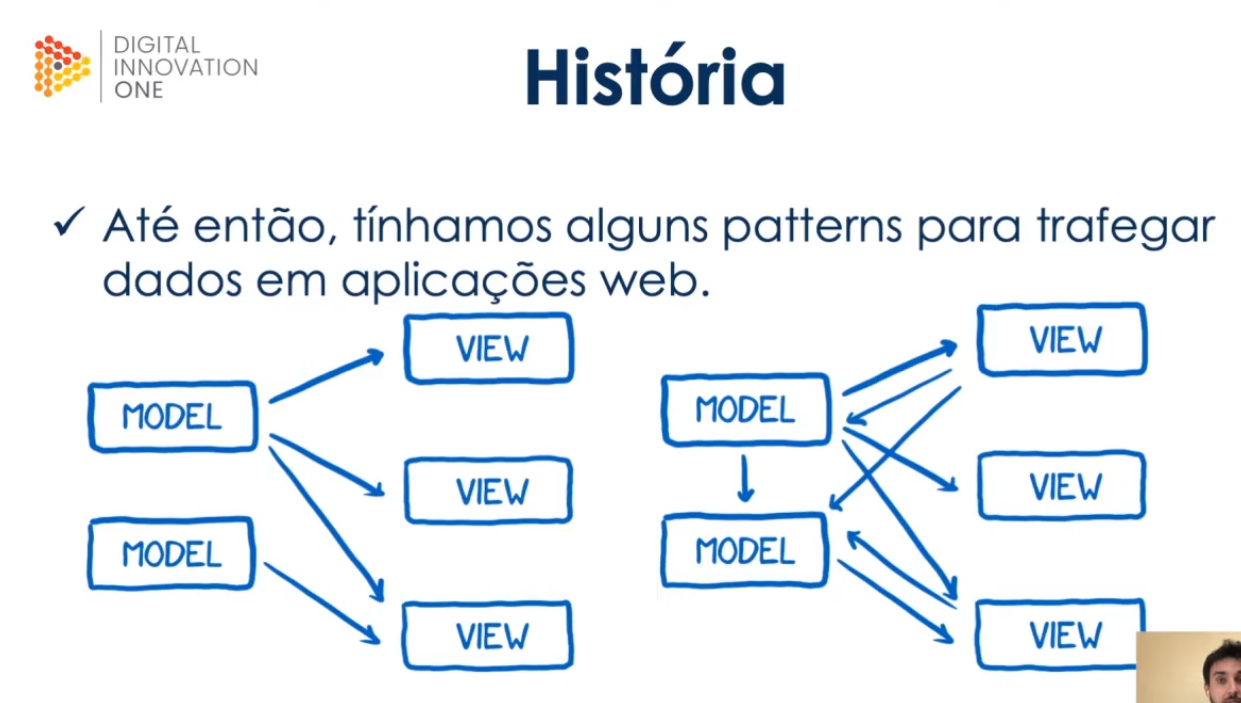 DIGITAL
INNOVATION
ONE
História
✓ Até então, tínhamos alguns patterns para trafegar
dados em aplicações web.
VIEW
MODEL
VIEW
MODEL
VIEW
VIEW
MODEL
VIEW
MODEL
VIEW